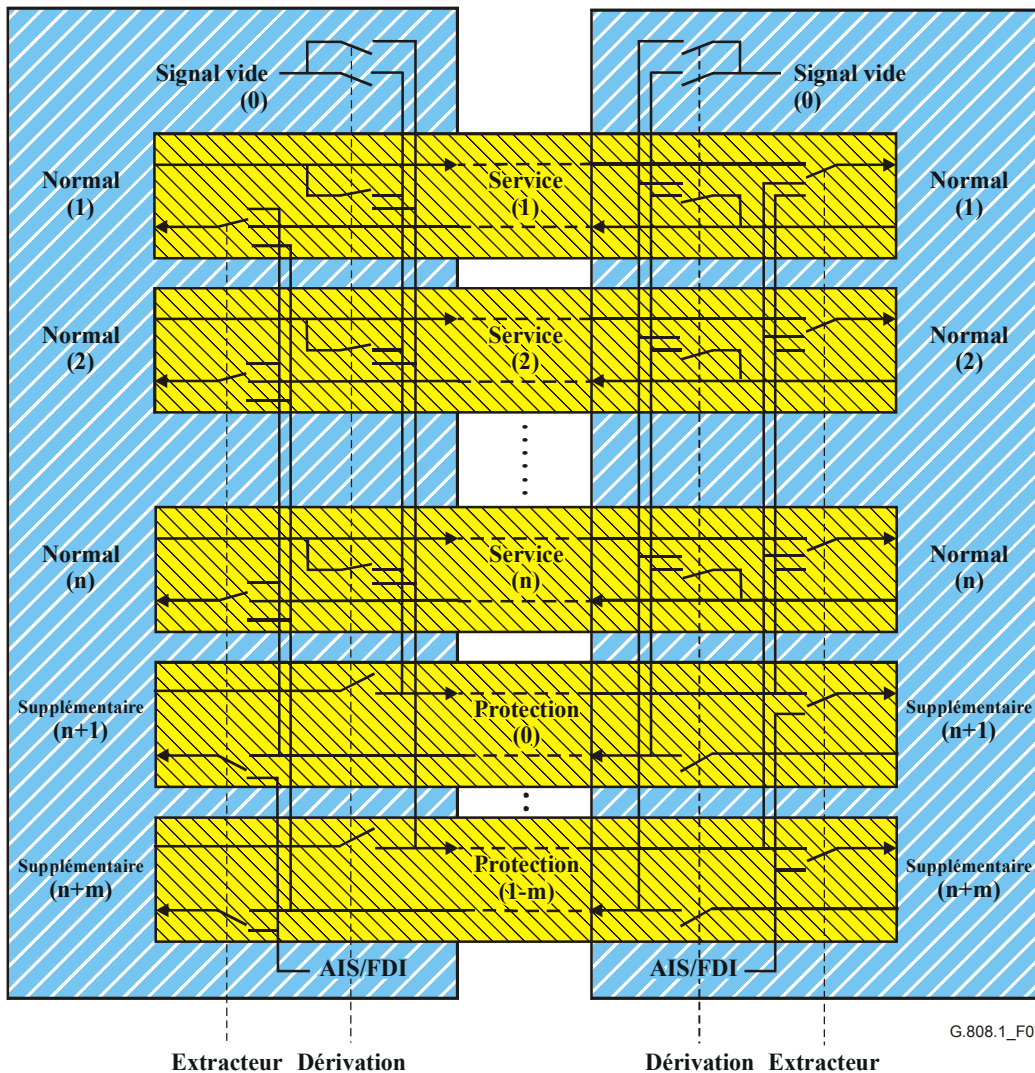 Signal vide
(0)
Signal vide
(0)
Normal
(1)
Service
(1)
Normal
(1)
Normal
(2)
Service
(2)
Normal
(2)
Normal
(n)
Service
(n)
Normal
(n)
Supplémentaire
(n+1)
Protection
(0)
Supplémentaire
(n+1)
Supplémentaire
(n+m)
Protection
(1-m)
Supplémentaire
(n+m)
AIS/FDI
AIS/FDI
G.808.1_F0
Extracteur Dérivation
Dérivation Extracteur